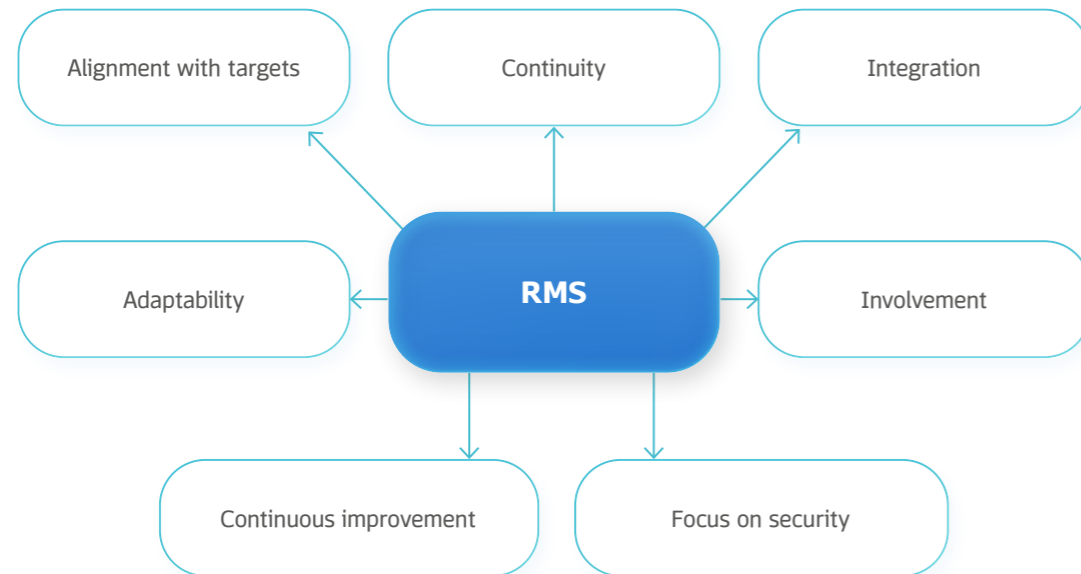 Alignment with targets
Continuity
Integration
Adaptability
RMS
Involvement
Continuous improvement
Focus on security